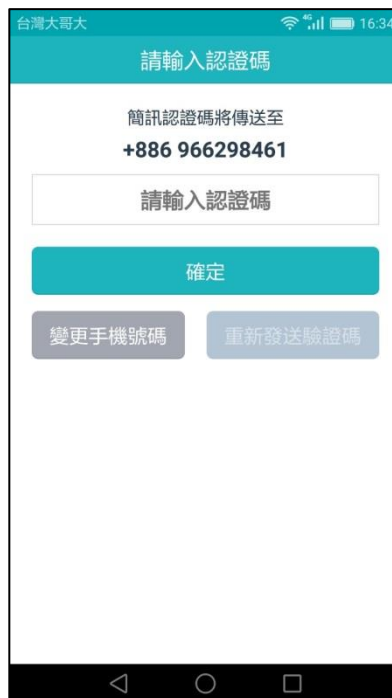 台灣大哥大 4G 16:34
請輸入認證碼
簡訊認證碼將傳送至
+886 966298461
請輸入認證碼
確定
變更手機號碼 重新發送驗證碼